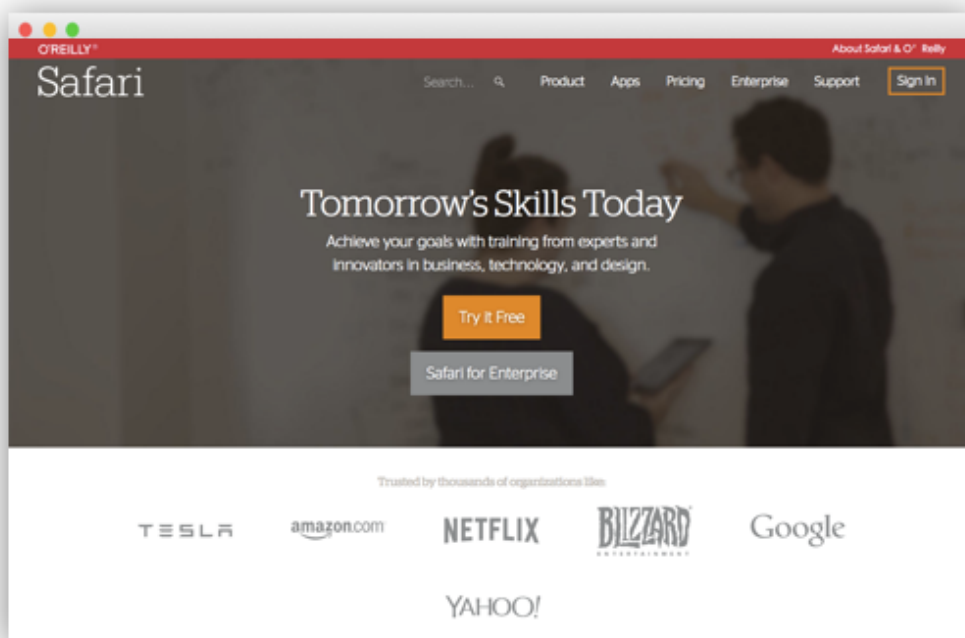 O'REILLY®
About Safari & O' Reilly
Safari
Search...
Product
Apps
Pricing
Enterprise
Support
Sign In
Tomorrow's Skills Today
Achieve your goals with training from experts and
innovators in business, technology, and design.
Try It Free
Safari for Enterprise
Trusted by thousands of organizations like:
TESLA
amazon.com
NETFLIX
BLIZZARD
ENTERTAINMENT
Google
YAHOO!